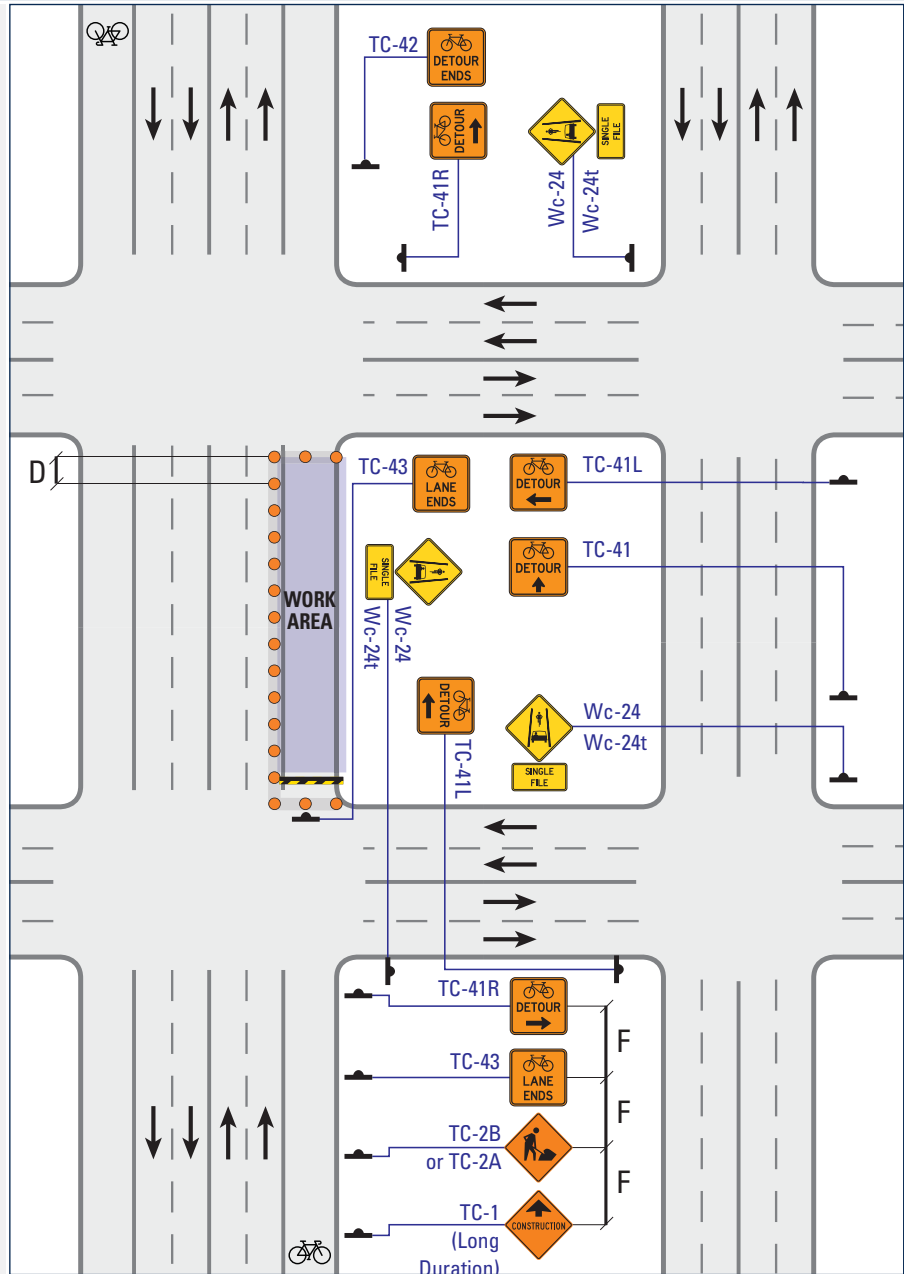 TC-42
DETOUR
ENDS
DETOUR
TC-41R
SINGLE
FILE
Wc-24
Wc-24t
D
TC-43
LANE
ENDS
TC-41L
DETOUR
TC-41
DETOUR
SINGLE
FILE
Wc-24
Wc-24t
WORK
AREA
DETOUR
TC-41L
Wc-24
Wc-24t
SINGLE
FILE
TC-41R
DETOUR
F
TC-43
LANE
ENDS
F
TC-2B
or TC-2A
F
TC-1
(Long
Duration)
CONSTRUCTION